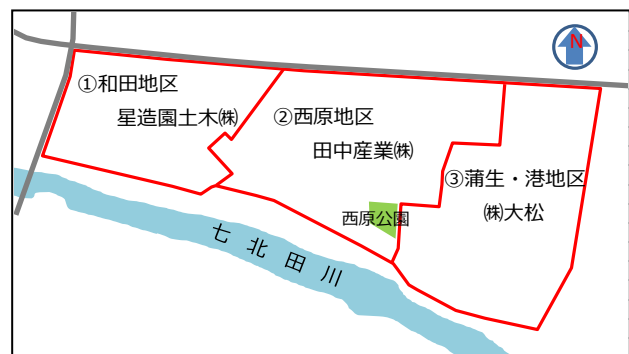 N
①和田地区
星造園土木㈱
②西原地区
田中産業㈱
③蒲生・港地区
㈱大松
西原公園
七北田川